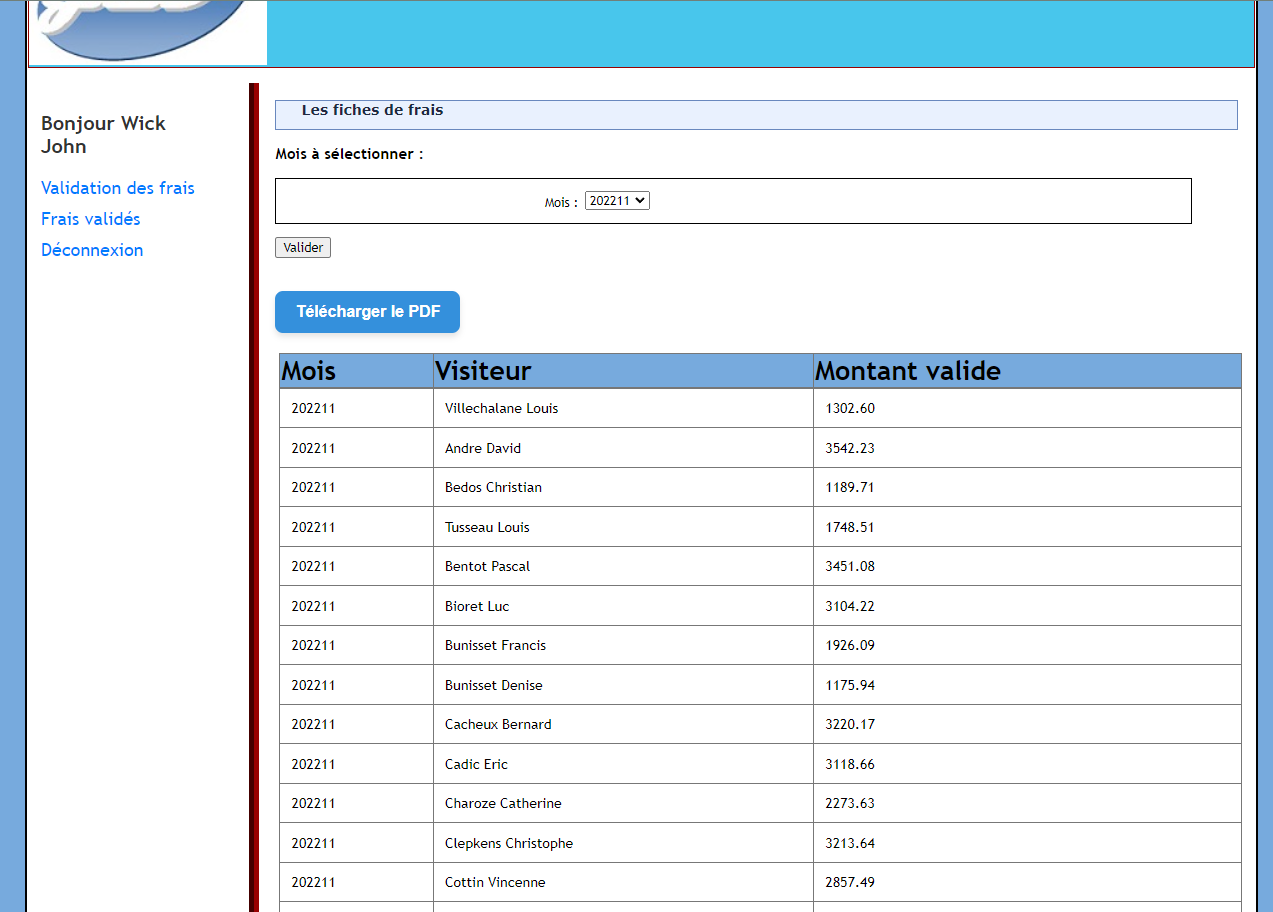 Bonjour Wick
John
Validation des frais
Frais validés
Déconnexion
Les fiches de frais
Mois à sélectionner :
Mois : 202211
Valider
Télécharger le PDF
Mois Visiteur Montant valide
202211 Villechalane Louis 1302.60
202211 Andre David 3542.23
202211 Bedos Christian 1189.71
202211 Tusseau Louis 1748.51
202211 Bentot Pascal 3451.08
202211 Bioret Luc 3104.22
202211 Bunisset Francis 1926.09
202211 Bunisset Denise 1175.94
202211 Cacheux Bernard 3220.17
202211 Cadic Eric 3118.66
202211 Charoze Catherine 2273.63
202211 Clepkens Christophe 3213.64
202211 Cottin Vincenne 2857.49